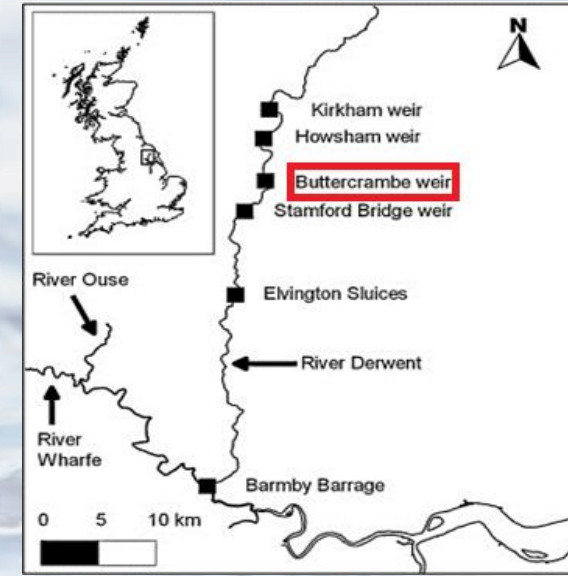 N
Kirkham weir
Howsham weir
Buttercrambe weir
Stamford Bridge weir
River Ouse
Elvington Sluices
River Derwent
River
Wharfe
Barmby Barrage
0 5 10 km